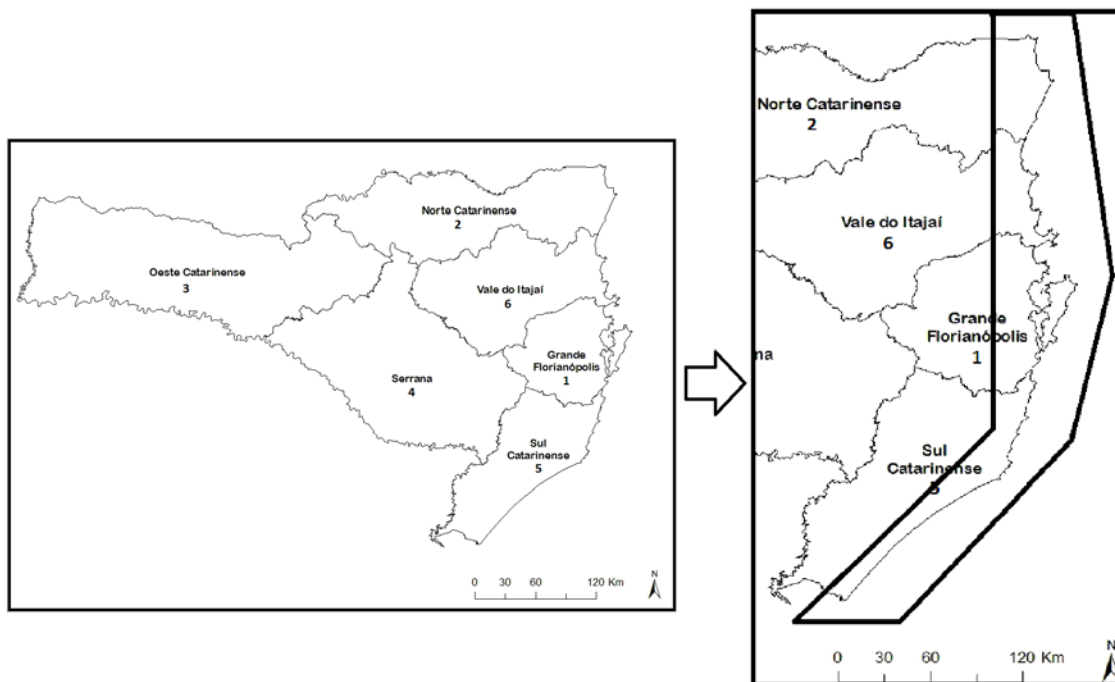 Norte Catarinense
2
Oeste Catarinense
3
Vale do Itajaí
6
Grande
Florianópolis
1
Serrana
4
Sul
Catarinense
5
0 30 60 120 Km
N
Norte Catarinense
2
Vale do Itajaí
6
Grande
Florianópolis
1
na
Sul
Catarinense
5
0 30 60 120 Km
N